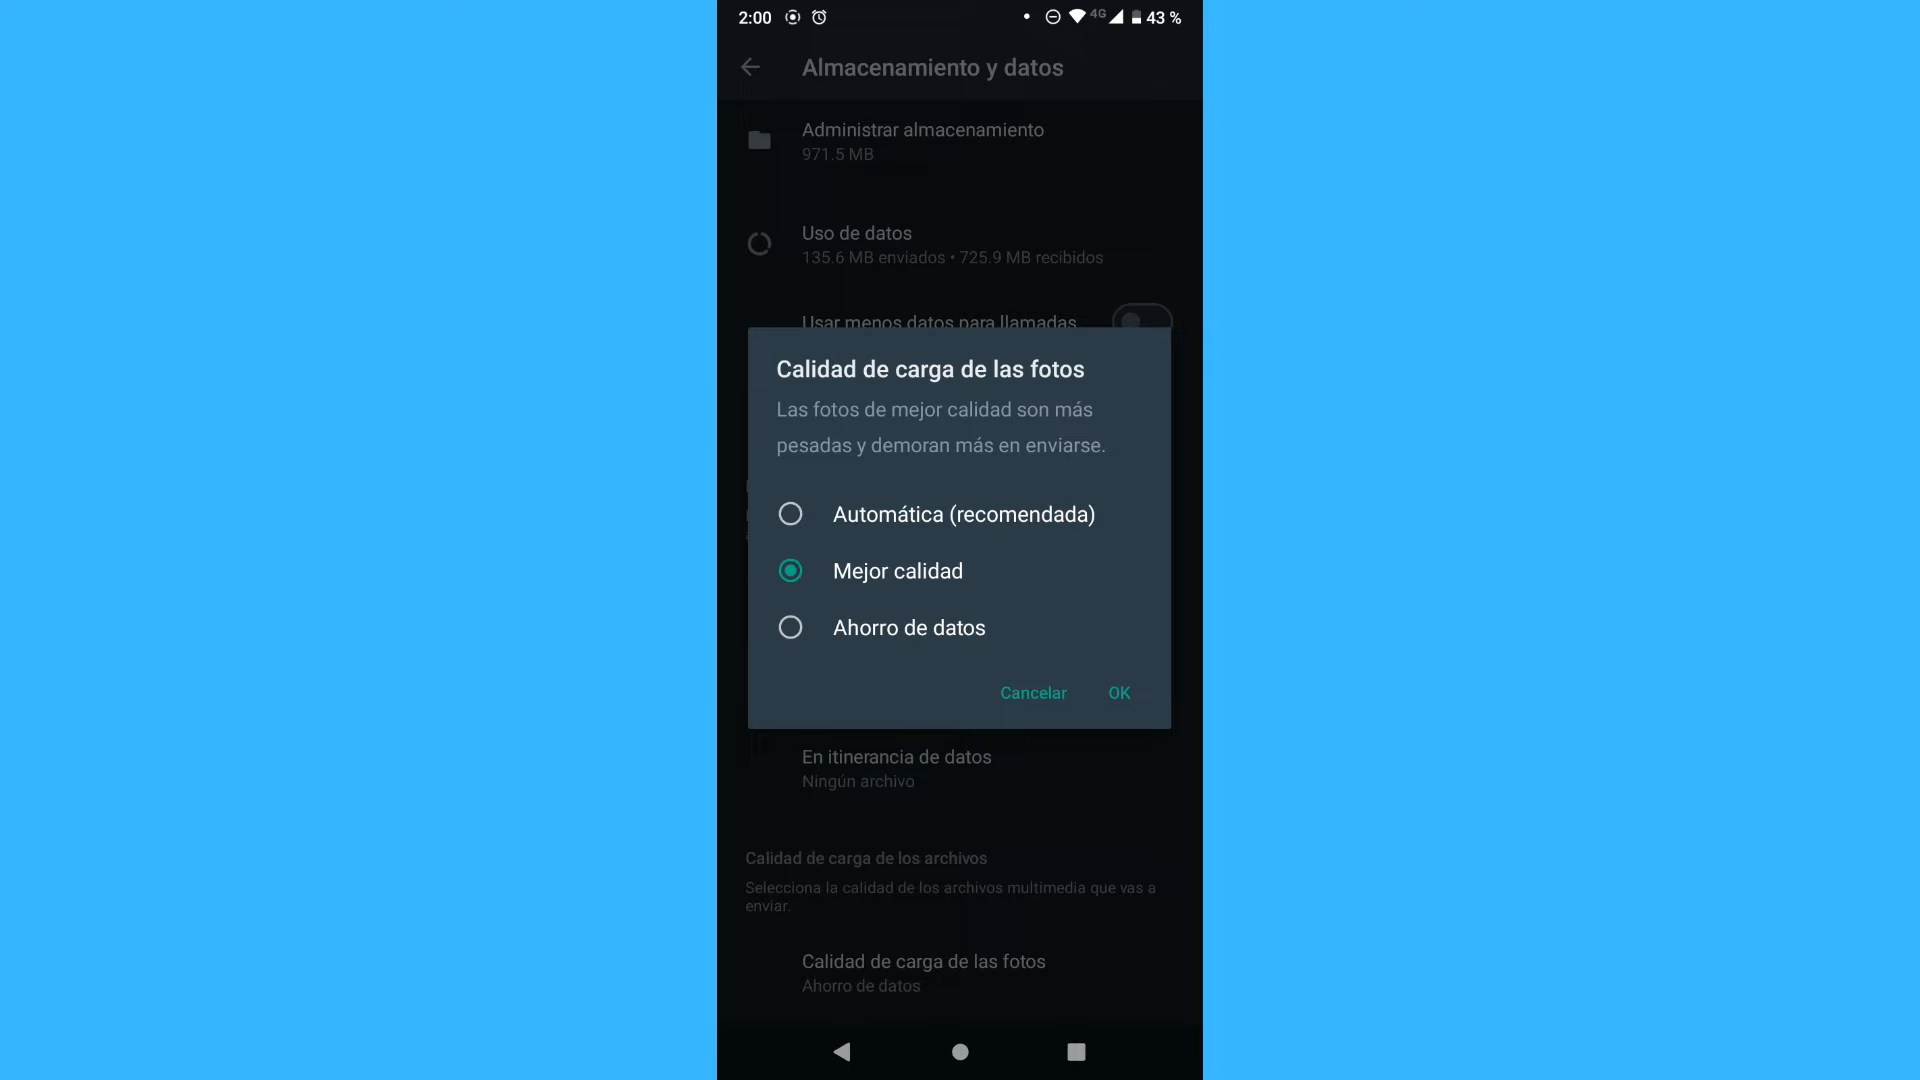 2:00 4G 43 %
Almacenamiento y datos
Administrar almacenamiento
971.5 MB
Uso de datos
135.6 MB enviados • 725.9 MB recibidos
Usar menos datos para llamadas
Calidad de carga de las fotos
Las fotos de mejor calidad son más
pesadas y demoran más en enviarse.
Automática (recomendada)
Mejor calidad
Ahorro de datos
Cancelar OK
En itinerancia de datos
Ningún archivo
Calidad de carga de los archivos
Selecciona la calidad de los archivos multimedia que vas a
enviar.
Calidad de carga de las fotos
Ahorro de datos